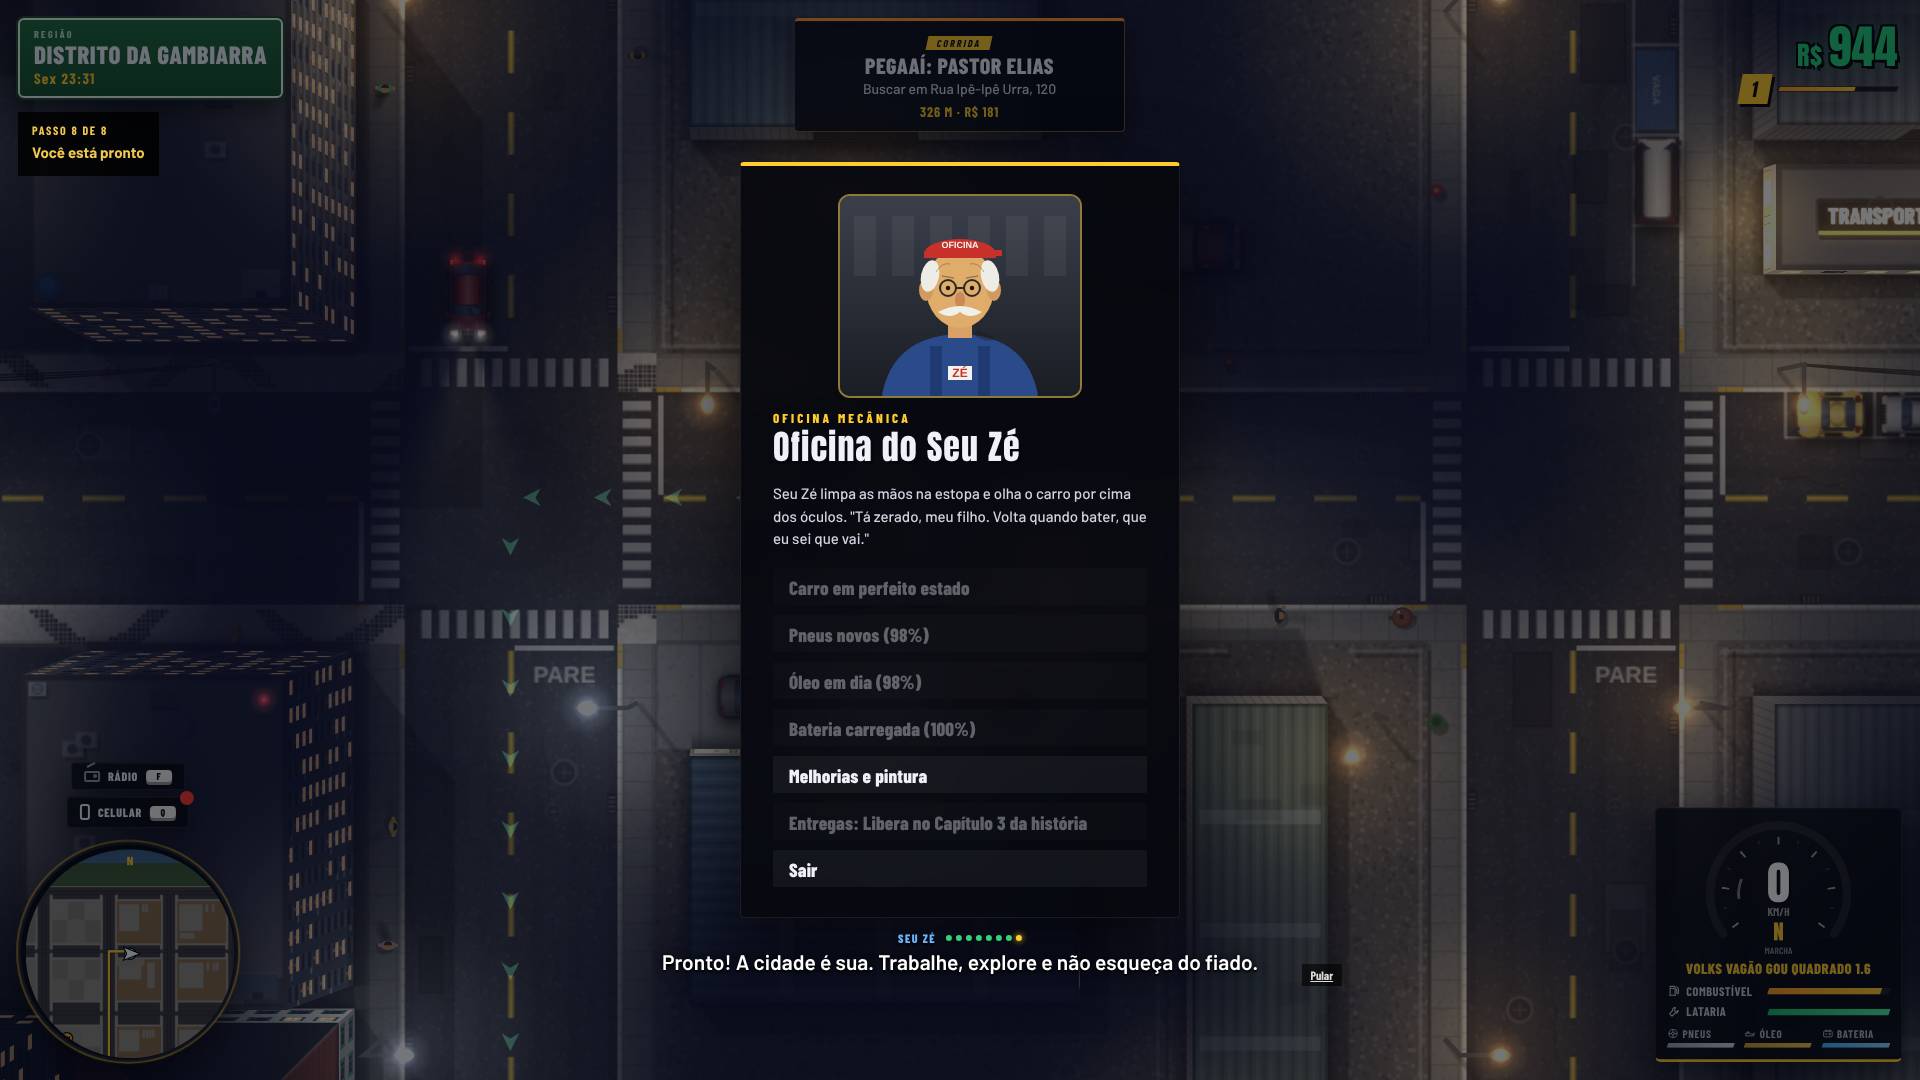 REGIÃO
DISTRITO DA GAMBIARRA
Sex 23:31
PASSO 8 DE 8
Você está pronto
CORRIDA
PEGAAÍ: PASTOR ELIAS
Buscar em Rua Ipê-Ipê Urra, 120
326 M · R$ 181
R$ 944
1
VAGA
TRANSPORT
OFICINA
ZÉ
OFICINA MECÂNICA
Oficina do Seu Zé
Seu Zé limpa as mãos na estopa e olha o carro por cima
dos óculos. "Tá zerado, meu filho. Volta quando bater, que
eu sei que vai."
Carro em perfeito estado
Pneus novos (98%)
Óleo em dia (98%)
Bateria carregada (100%)
Melhorias e pintura
Entregas: Libera no Capítulo 3 da história
Sair
PARE
PARE
RÁDIO F
CELULAR O
N
SEU ZÉ
Pronto! A cidade é sua. Trabalhe, explore e não esqueça do fiado.
Pular
0
KM/H
N
MARCHA
VOLKS VAGÃO GOU QUADRADO 1.6
COMBUSTÍVEL
LATARIA
PNEUS
ÓLEO
BATERIA